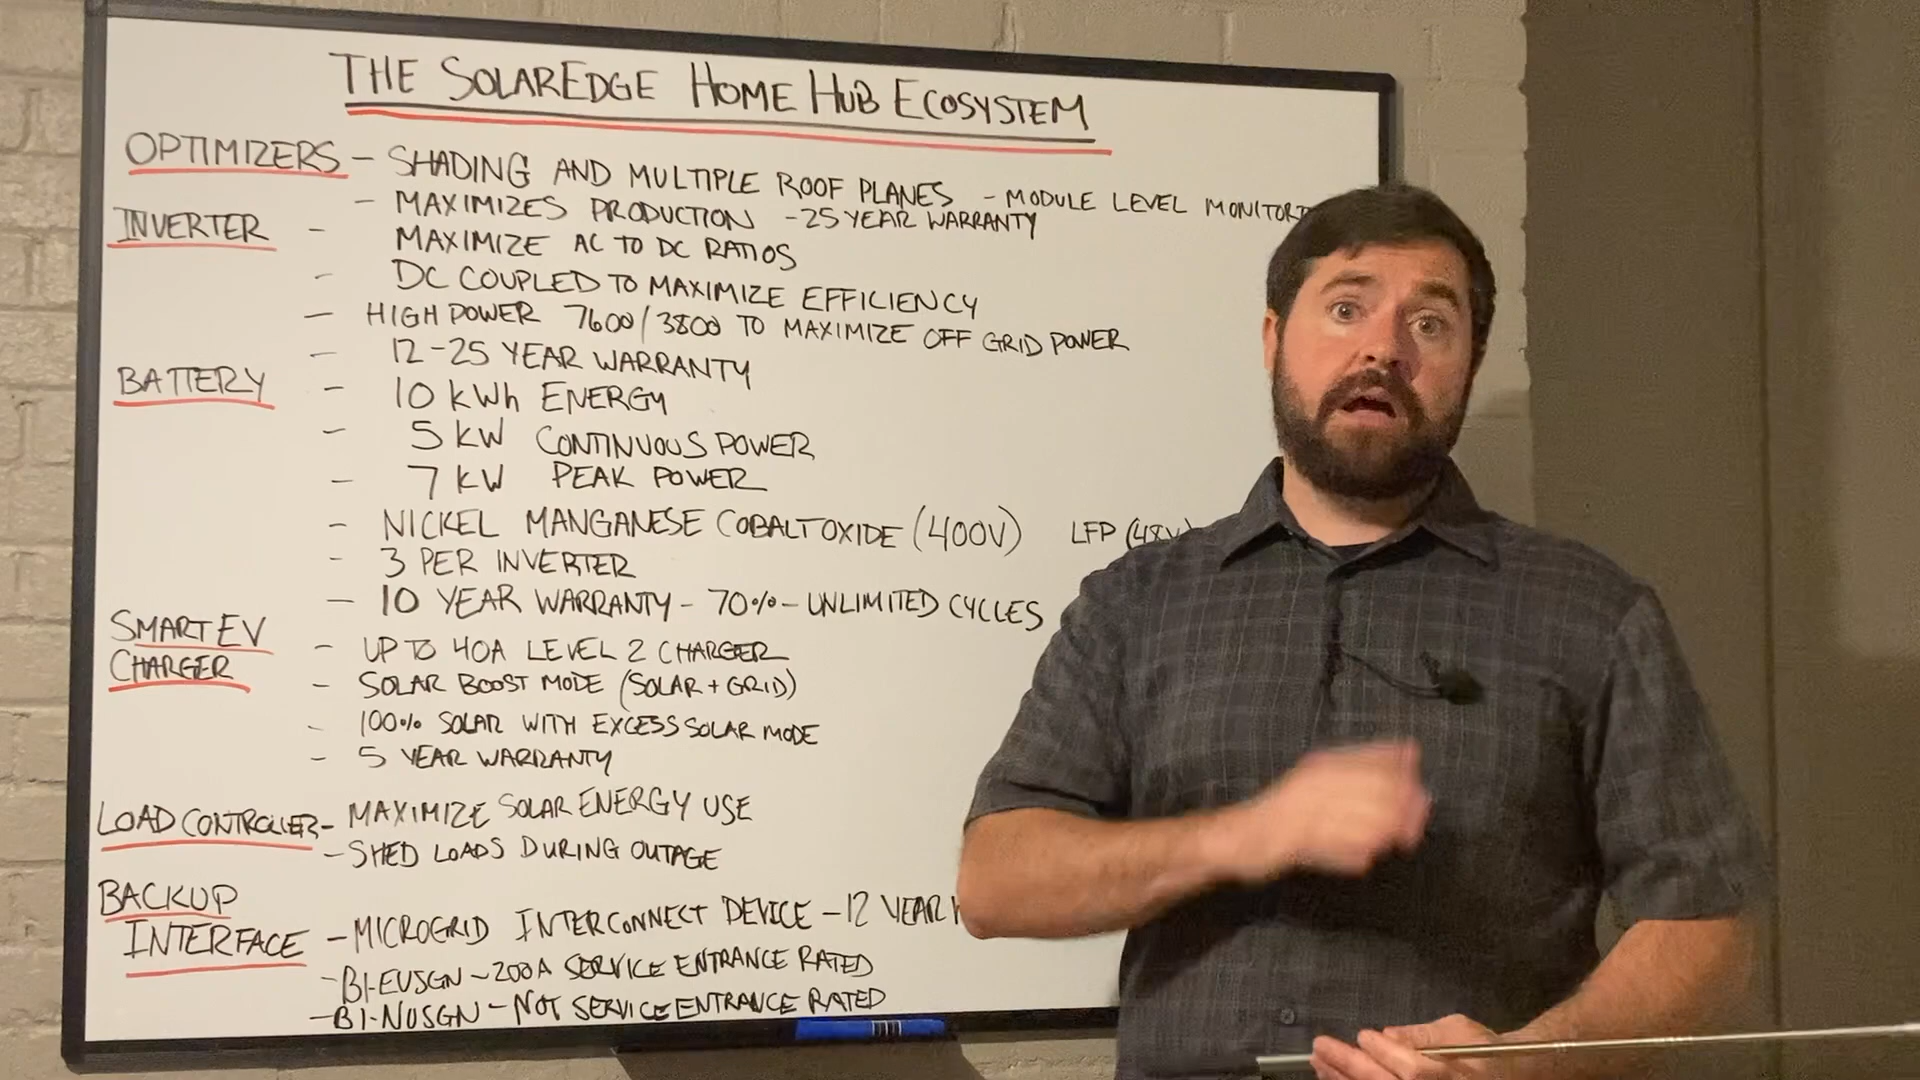 THE SOLAREDGE HOME HUB ECOSYSTEM
OPTIMIZERS - SHADING AND MULTIPLE ROOF PLANES - MODULE LEVEL
- MAXIMIZES PRODUCTION - 25 YEAR WARRANTY
INVERTER - MAXIMIZE AC TO DC RATIOS
- DC COUPLED TO MAXIMIZE EFFICIENCY
- HIGH POWER 7600/3800 TO MAXIMIZE OFF GRID POWER
- 12-25 YEAR WARRANTY
BATTERY - 10 kWh ENERGY
- 5 KW CONTINUOUS POWER
- 7 KW PEAK POWER
- NICKEL MANGANESE COBALT OXIDE (400V) LFP (48V)
- 3 PER INVERTER
- 10 YEAR WARRANTY - 70% - UNLIMITED CYCLES
SMART EV
CHARGER - UP TO 40A LEVEL 2 CHARGER
- SOLAR BOOST MODE (SOLAR + GRID)
- 100% SOLAR WITH EXCESS SOLAR MODE
- 5 YEAR WARRANTY
LOAD CONTROLLER - MAXIMIZE SOLAR ENERGY USE
- SHED LOADS DURING OUTAGE
BACKUP
INTERFACE - MICROGRID INTERCONNECT DEVICE - 12 YEAR
- BI-EUSGN - 200A SERVICE ENTRANCE RATED
- BI-NUSGN - NOT SERVICE ENTRANCE RATED